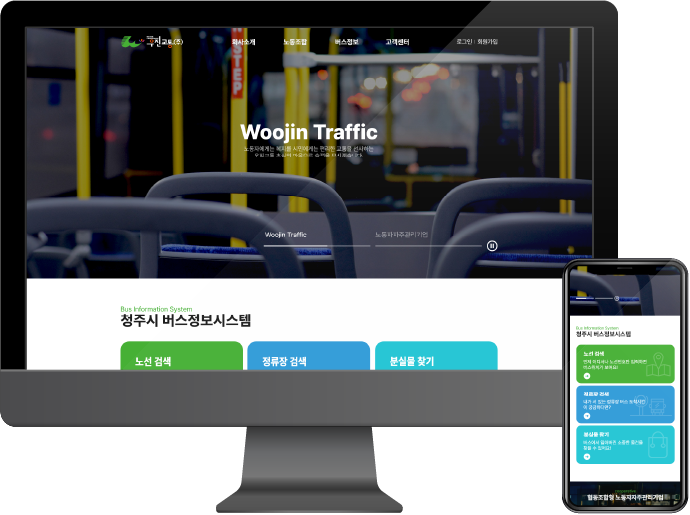 우진교통(주)
회사소개
노동조합
버스정보
고객센터
로그인
회원가입
STEP
Woojin Traffic
노동자에게는 복지를 시민에게는 편리한 교통을 선사하는
Woojin Traffic
노동자자주관리기업
Bus Information System
청주시 버스정보시스템
노선 검색
정류장 검색
분실물 찾기
Bus Information System
청주시 버스정보시스템
노선 검색
정류장 검색
분실물 찾기
협동조합형 노동자자주관리기업